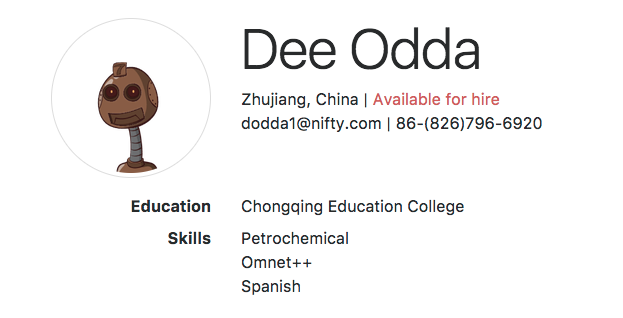 Dee Odda
Zhujiang, China | Available for hire
dodda1@nifty.com | 86-(826)796-6920
Education Chongqing Education College
Skills Petrochemical
Omnet++
Spanish